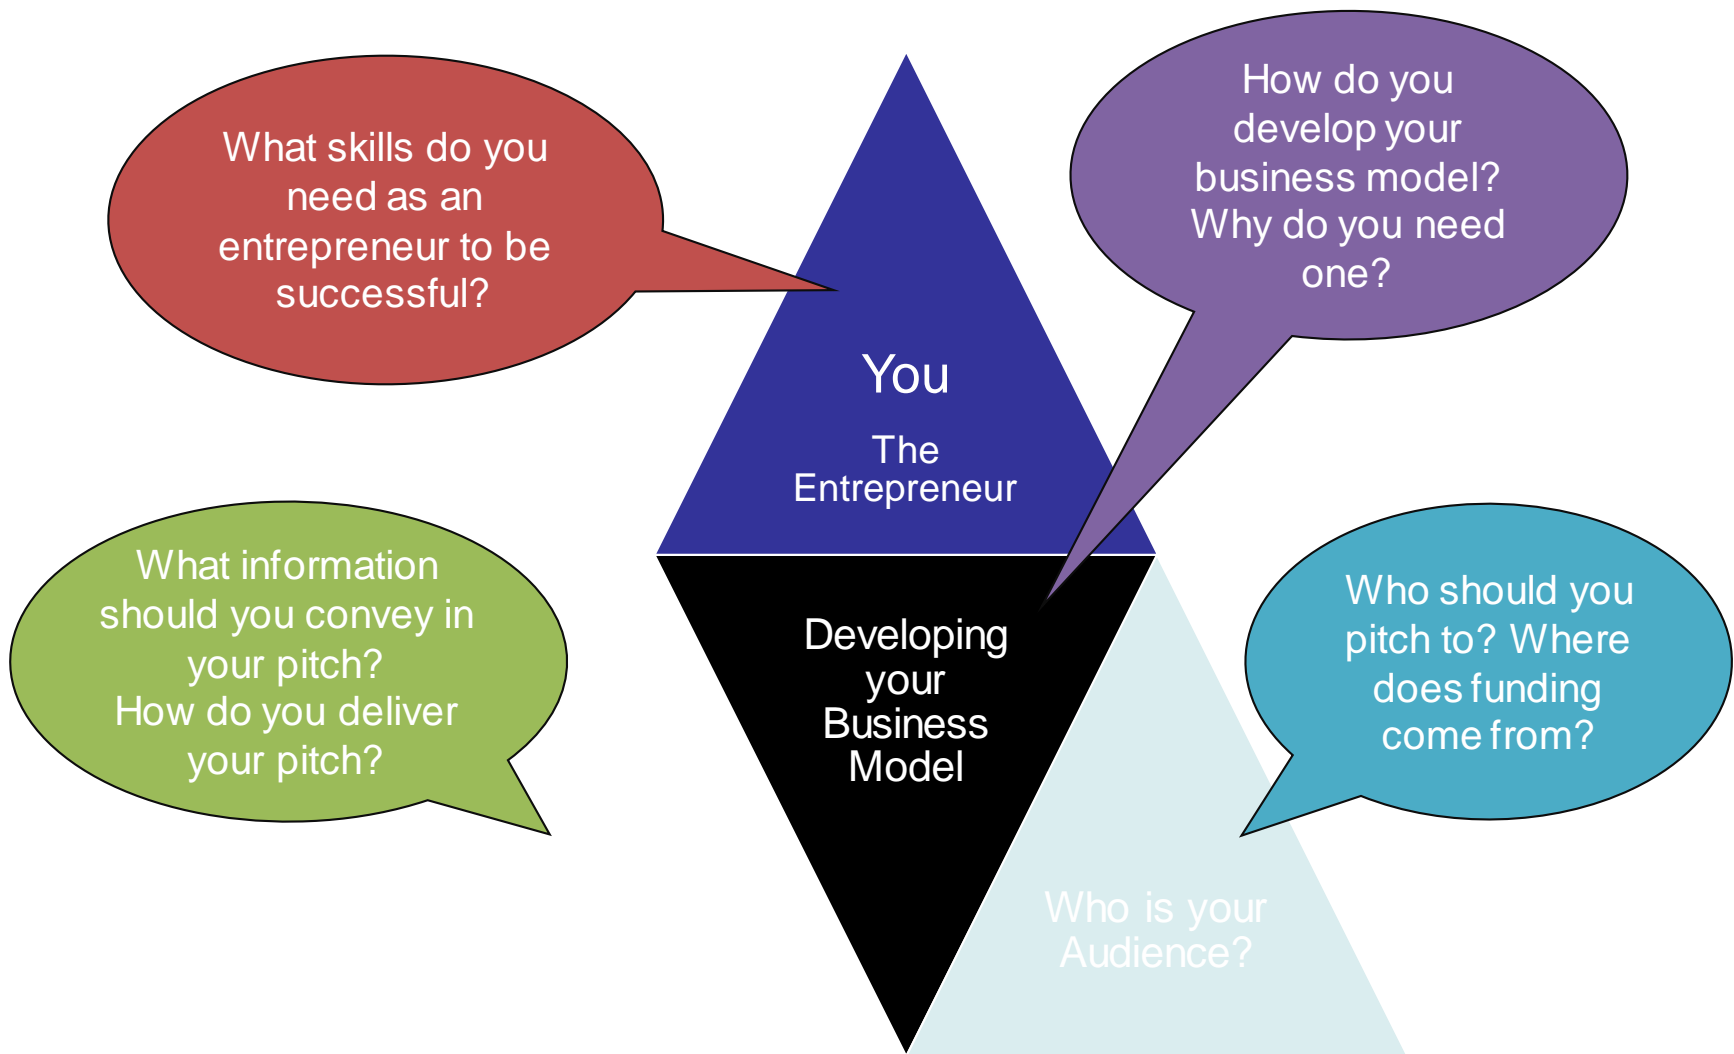 What skills do you
need as an
entrepreneur to be
successful?
How do you
develop your
business model?
Why do you need
one?
You
The
Entrepreneur
What information
should you convey in
your pitch?
How do you deliver
your pitch?
Developing
your
Business
Model
Who should you
pitch to? Where
does funding
come from?
Who is your
Audience?